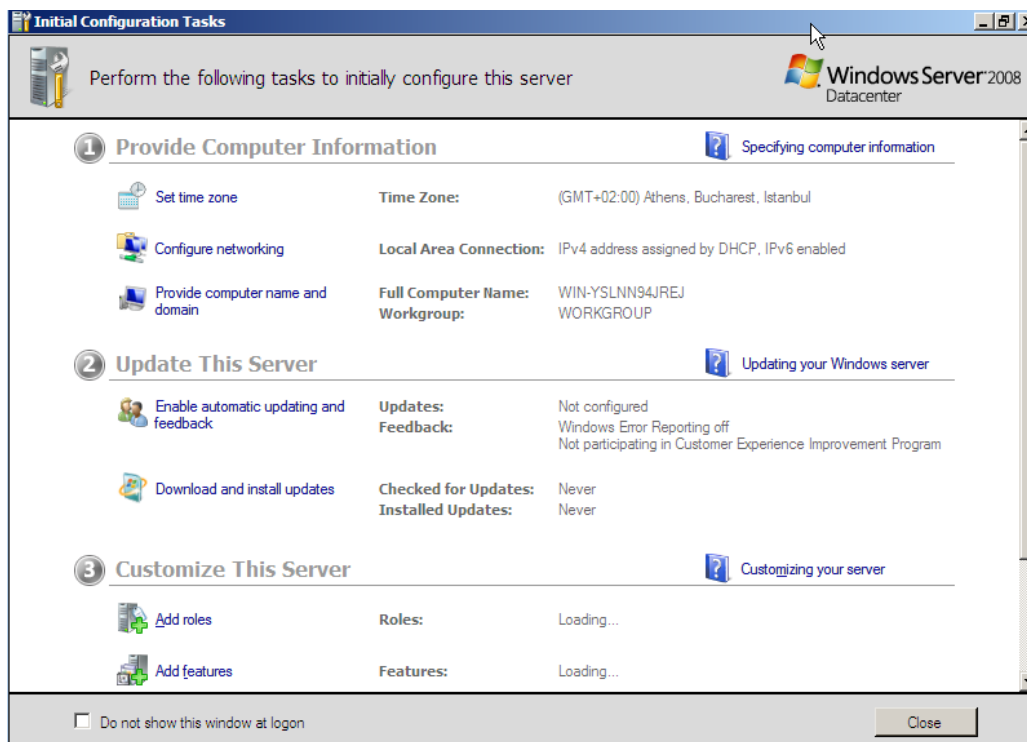 Initial Configuration Tasks
Perform the following tasks to initially configure this server
Windows Server 2008
Datacenter
1 Provide Computer Information
Specifying computer information
Set time zone
Time Zone: (GMT+02:00) Athens, Bucharest, Istanbul
Configure networking
Local Area Connection: IPv4 address assigned by DHCP, IPv6 enabled
Provide computer name and
domain
Full Computer Name: WIN-YSLNN94JREJ
Workgroup: WORKGROUP
2 Update This Server
Updating your Windows server
Enable automatic updating and
feedback
Updates: Not configured
Feedback: Windows Error Reporting off
Not participating in Customer Experience Improvement Program
Download and install updates
Checked for Updates: Never
Installed Updates: Never
3 Customize This Server
Customizing your server
Add roles
Roles: Loading...
Add features
Features: Loading...
Do not show this window at logon
Close